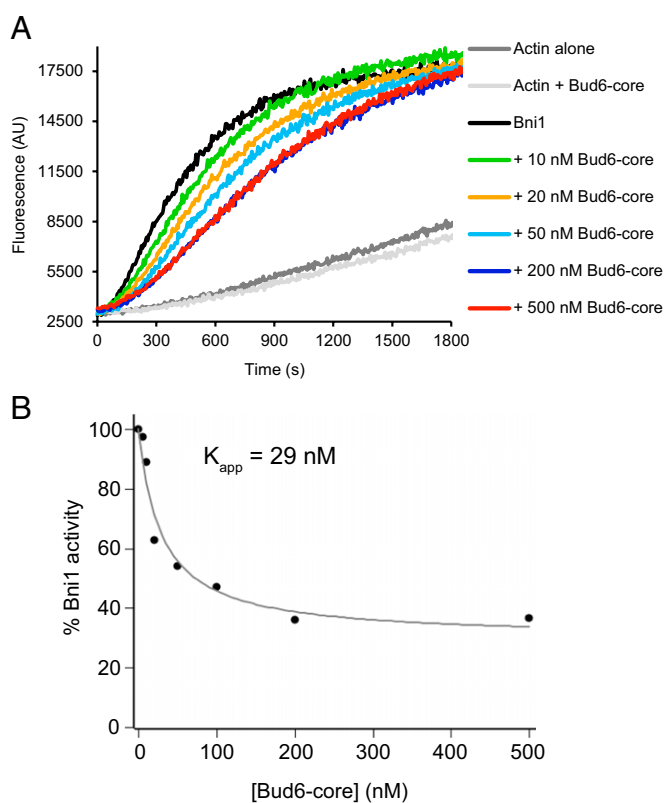 A
Fluorescence (AU)
17500
14500
11500
8500
5500
2500
0
300
600
900
1200
1500
1800
Time (s)
Actin alone
Actin + Bud6-core
Bni1
+ 10 nM Bud6-core
+ 20 nM Bud6-core
+ 50 nM Bud6-core
+ 200 nM Bud6-core
+ 500 nM Bud6-core
B
% Bni1 activity
100
80
60
40
20
0
Kapp = 29 nM
0
100
200
300
400
500
[Bud6-core] (nM)